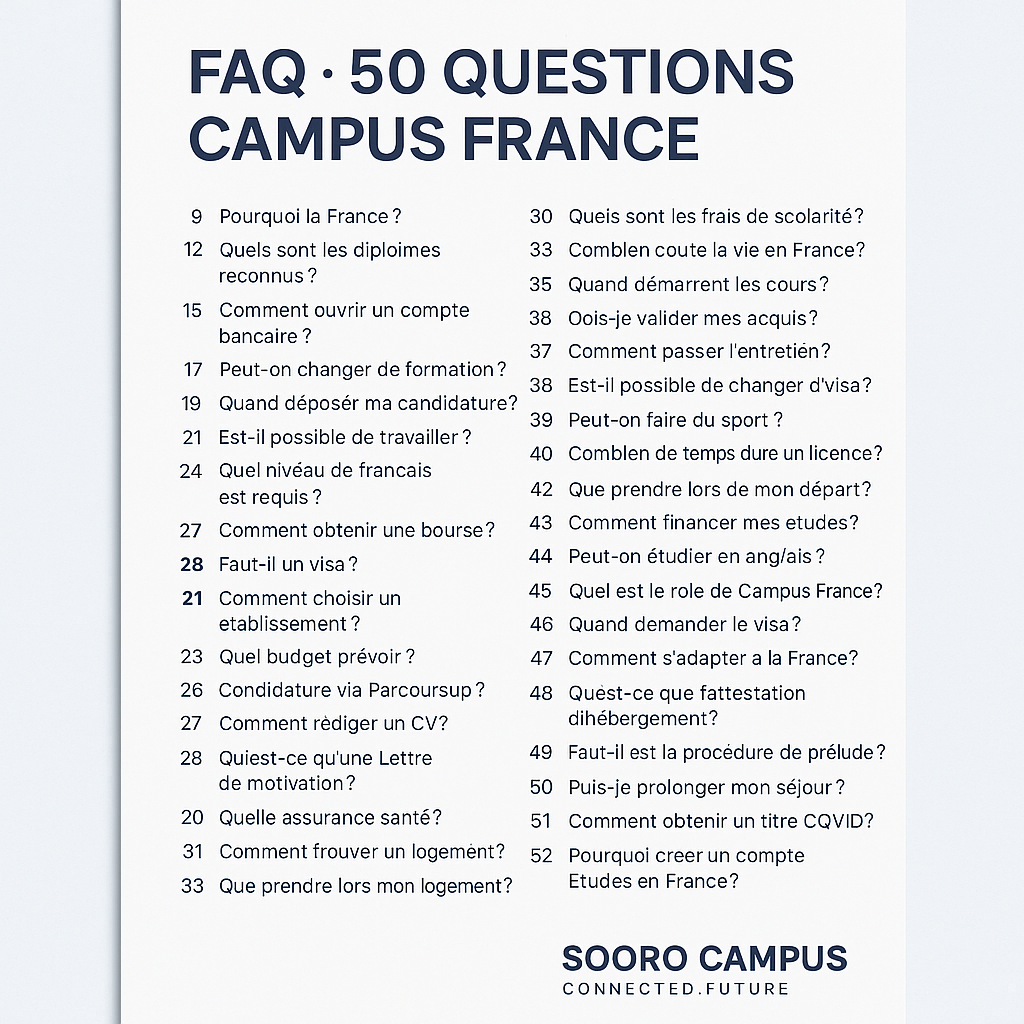 FAQ · 50 QUESTIONS
CAMPUS FRANCE
9 Pourquoi la France ?
12 Quels sont les diploimes
reconnus ?
15 Comment ouvrir un compte
bancaire ?
17 Peut-on changer de formation ?
19 Quand déposér ma candidature?
21 Est-il possible de travailler ?
24 Quel nivéau de francais
est requis ?
27 Comment obtenir une bourse?
28 Faut-il un visa ?
21 Comment choisir un
etablissement ?
23 Quel budget prévoir ?
26 Condidature via Parcoursup ?
27 Comment rèdiger un CV?
28 Quiest-ce qu'une Lettre
de motivation ?
20 Quelle assurance santé?
31 Comment frouver un logemènt?
33 Que prendre lors mon logement?
30 Queis sont les frais de scolarité?
33 Comblen coute la vie en France?
35 Quand démarrent les cours ?
38 Oois-je valider mes acquis ?
37 Comment passer l'entretién?
38 Est-il possible de changer d'visa?
39 Peut-on faire du sport ?
40 Comblen de temps dure un licence?
42 Que prendre lors de mon départ?
43 Comment financer mes etudes?
44 Peut-on étudier en ang/ais ?
45 Quel est le role de Campus France?
46 Quand demander le visa?
47 Comment s'adapter a la France?
48 Quèst-ce que fattestation
dihébergement?
49 Faut-il est la procédure de prélude?
50 Puis-je prolonger mon séjour ?
51 Comment obtenir un titre CQVID?
52 Pourquoi creer un compte
Etudes en France?
SOORO CAMPUS
CONNECTED.FUTURE